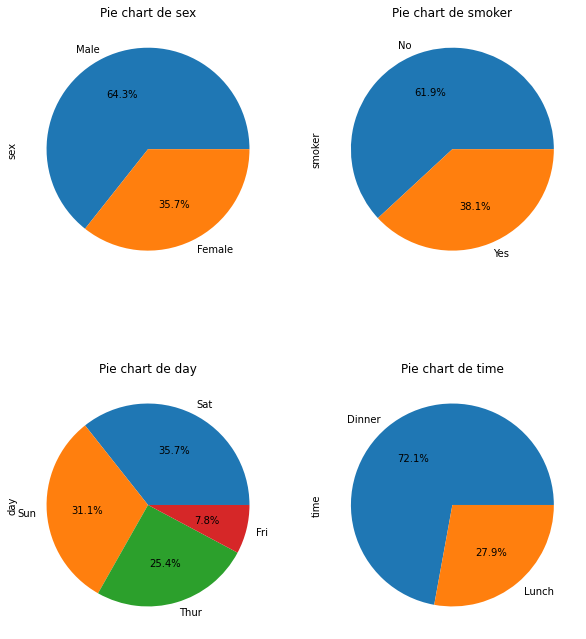 Pie chart de sex
Male
64.3%
sex
35.7%
Female
Pie chart de smoker
No
61.9%
smoker
38.1%
Yes
Pie chart de day
Sat
35.7%
day
Sun
31.1%
7.8%
Fri
25.4%
Thur
Pie chart de time
Dinner
72.1%
time
27.9%
Lunch